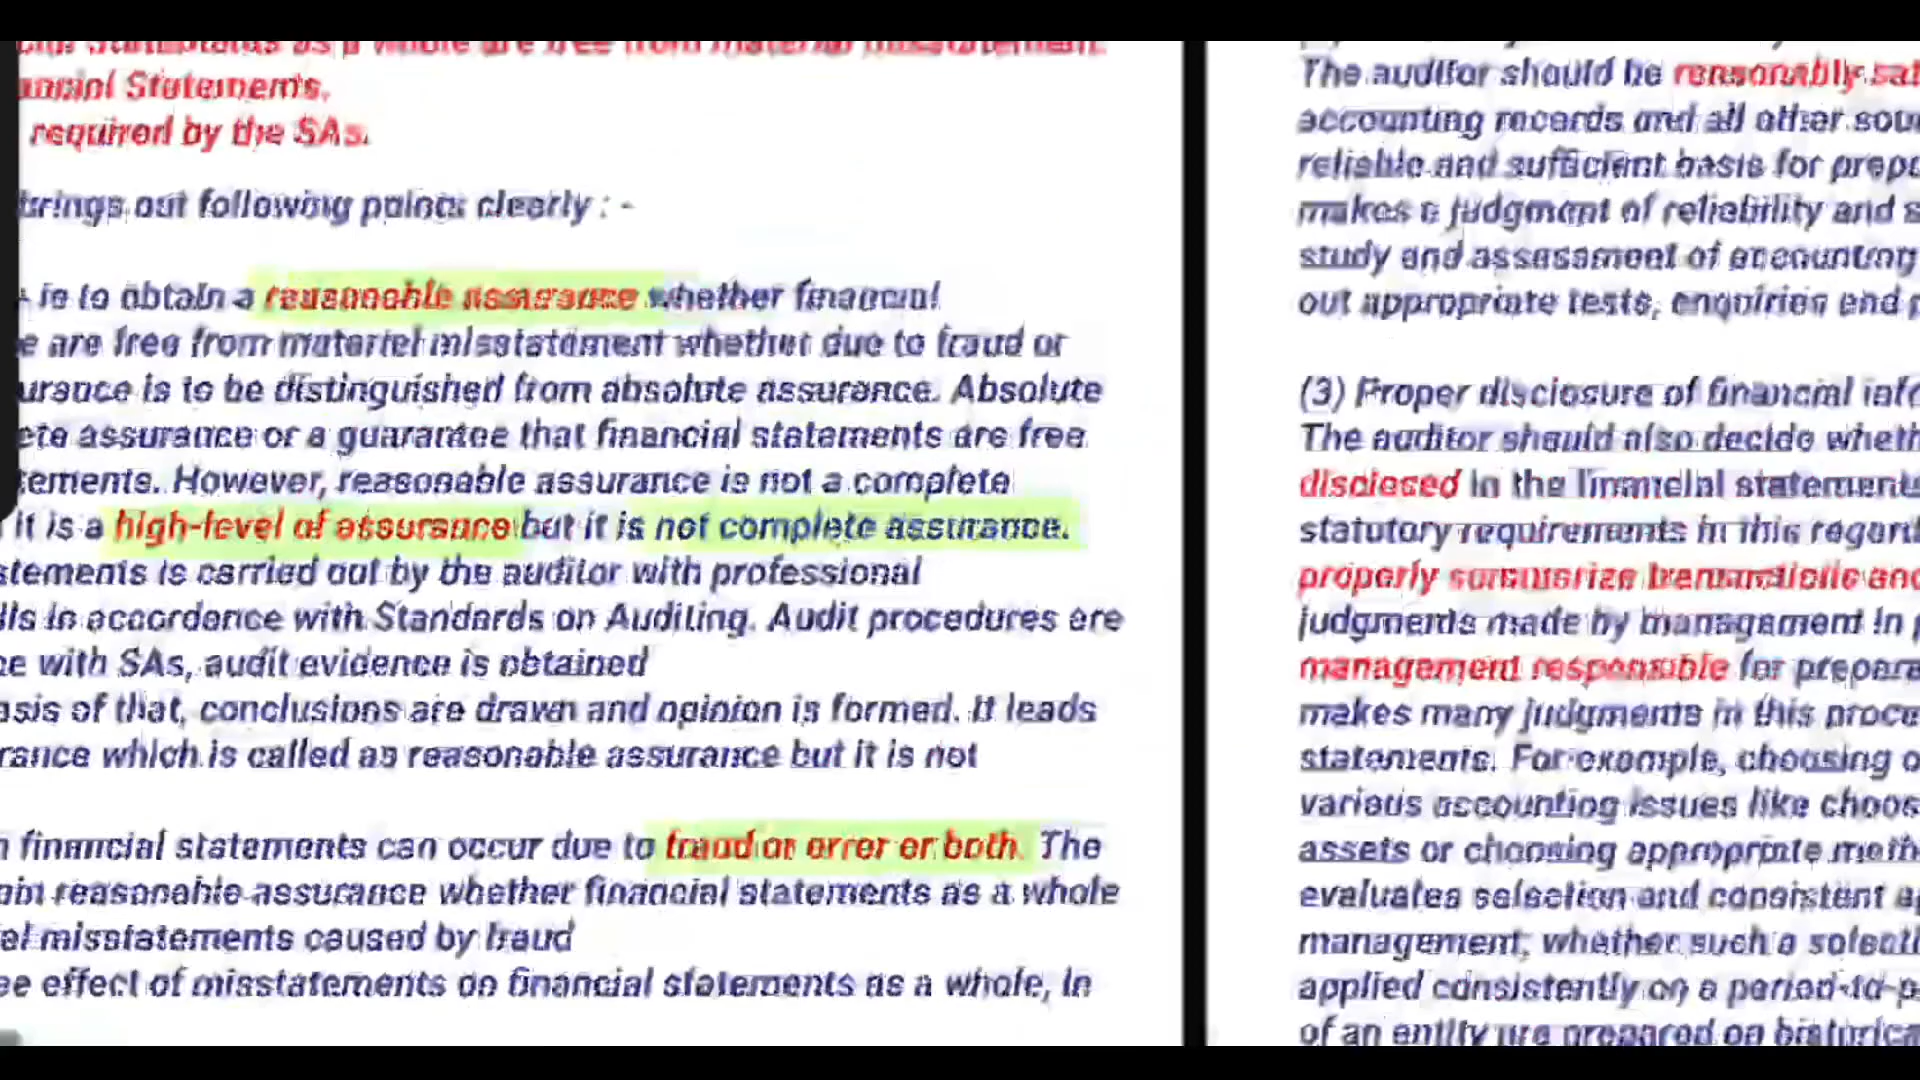 Statements.
required by the SAs.
brings out following points clearly : -
is to obtain a reasonable assurance whether financial
are free from material misstatement whether due to fraud or
is to be distinguished from absolute assurance. Absolute
assurance or a guarantee that financial statements are free
However, reasonable assurance is not a complete
it is a high-level of assurance but it is not complete assurance.
is carried out by the auditor with professional
in accordance with Standards on Auditing. Audit procedures are
with SAs, audit evidence is obtained
of that, conclusions are drawn and opinion is formed. It leads
which is called as reasonable assurance but it is not
financial statements can occur due to fraud or error or both. The
reasonable assurance whether financial statements as a whole
misstatements caused by fraud
effect of misstatements on financial statements as a whole, in
The auditor should be reasonably
accounting records and all other
reliable and sufficient basis for
makes a judgment of reliability and
study and assessment of accounting
out appropriate tests, enquiries and
(3) Proper disclosure of financial
The auditor should also decide
disclosed in the financial statements
statutory requirements in this
properly summarize transactions and
judgments made by management in
management responsible for
makes many judgments in this
statements. For example, choosing
various accounting issues like
assets or choosing appropriate
evaluates selection and consistent
management; whether such a
applied consistently on a
of an entity are prepared on